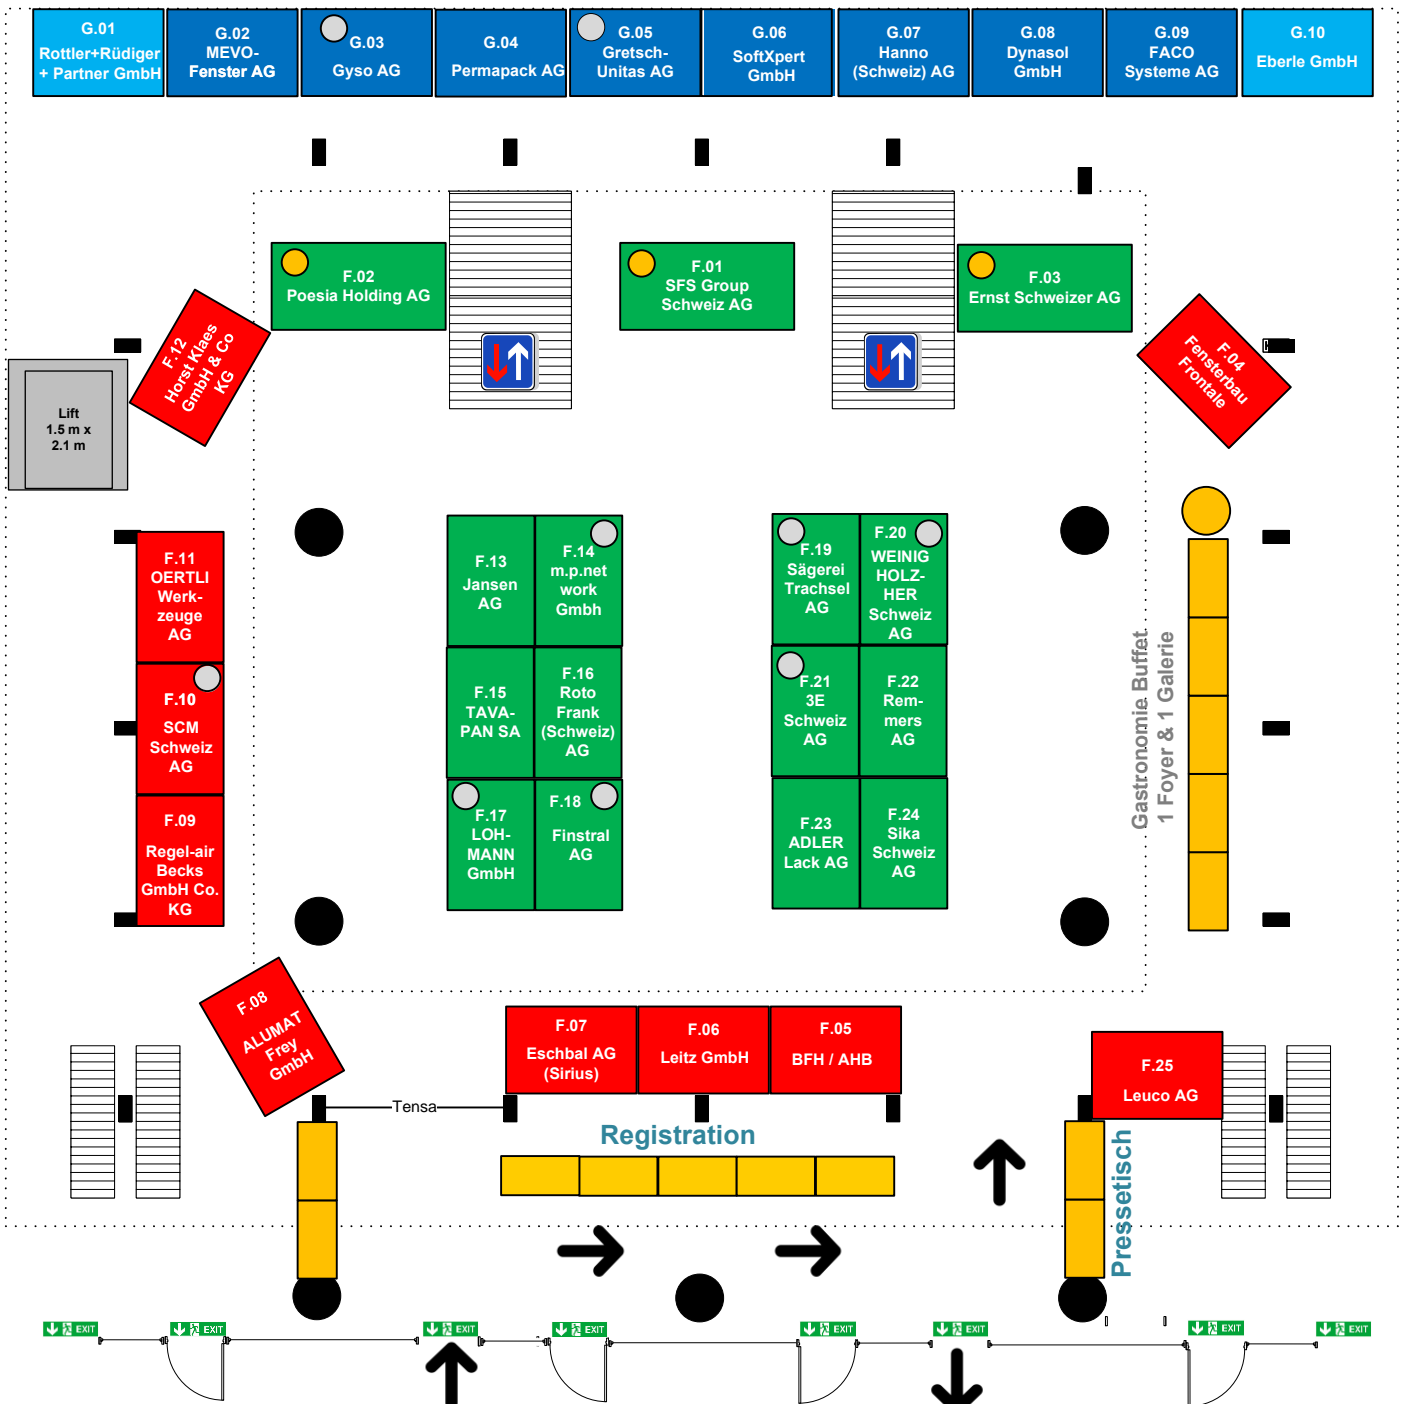 G.01
Rottler+Rüdiger
+ Partner GmbH
G.02
MEVO-
Fenster AG
G.03
Gyso AG
G.04
Permapack AG
G.05
Gretsch-
Unitas AG
G.06
SoftXpert
GmbH
G.07
Hanno
(Schweiz) AG
G.08
Dynasol
GmbH
G.09
FACO
Systeme AG
G.10
Eberle GmbH
F.02
Poesia Holding AG
F.01
SFS Group
Schweiz AG
F.03
Ernst Schweizer AG
F.12
Horst Klaes
GmbH & Co
KG
F.04
Fensterbau
Frontale
Lift
1.5 m x
2.1 m
F.11
OERTLI
Werk-
zeuge
AG
F.10
SCM
Schweiz
AG
F.09
Regel-air
Becks
GmbH Co.
KG
F.13
Jansen
AG
F.14
m.p.net
work
Gmbh
F.15
TAVA-
PAN SA
F.16
Roto
Frank
(Schweiz)
AG
F.17
LOH-
MANN
GmbH
F.18
Finstral
AG
F.19
Sägerei
Trachsel
AG
F.20
WEINIG
HOLZ-
HER
Schweiz
AG
F.21
3E
Schweiz
AG
F.22
Rem-
mers
AG
F.23
ADLER
Lack AG
F.24
Sika
Schweiz
AG
Gastronomie Buffet
1 Foyer & 1 Galerie
F.08
ALUMAT
Frey
GmbH
F.07
Eschbal AG
(Sirius)
F.06
Leitz GmbH
F.05
BFH / AHB
F.25
Leuco AG
Tensa
Registration
Pressetisch
EXIT
EXIT
EXIT
EXIT
EXIT
EXIT
EXIT
EXIT